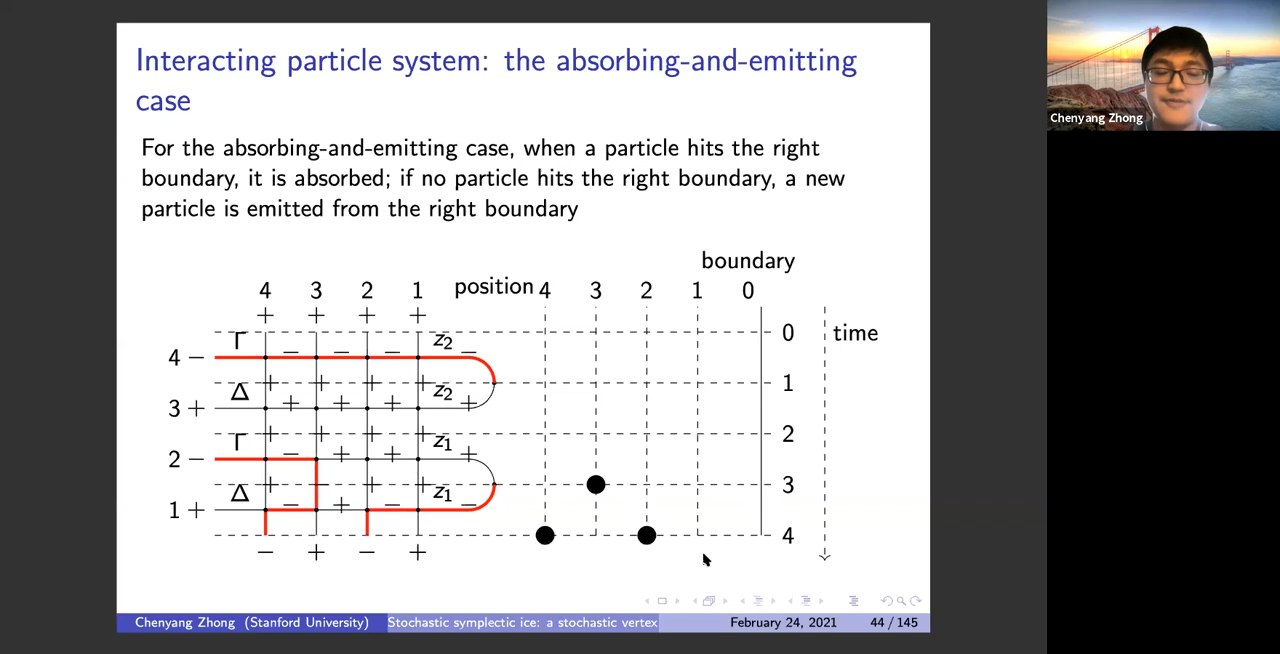 Interacting particle system: the absorbing-and-emitting
case
For the absorbing-and-emitting case, when a particle hits the right
boundary, it is absorbed; if no particle hits the right boundary, a new
particle is emitted from the right boundary
boundary
4 3 2 1 position 4 3 2 1 0
+ + + +
Γ z₂ 0 time
4 − − − − −
Δ + + + + z₂ 1
3 + + + + +
Γ + + + + z₁ 2
2 − − + + +
Δ + − + + z₁ 3
1 + − + − −
4
− + − +
Chenyang Zhong (Stanford University) Stochastic symplectic ice: a stochastic vertex February 24, 2021 44 / 145
Chenyang Zhong